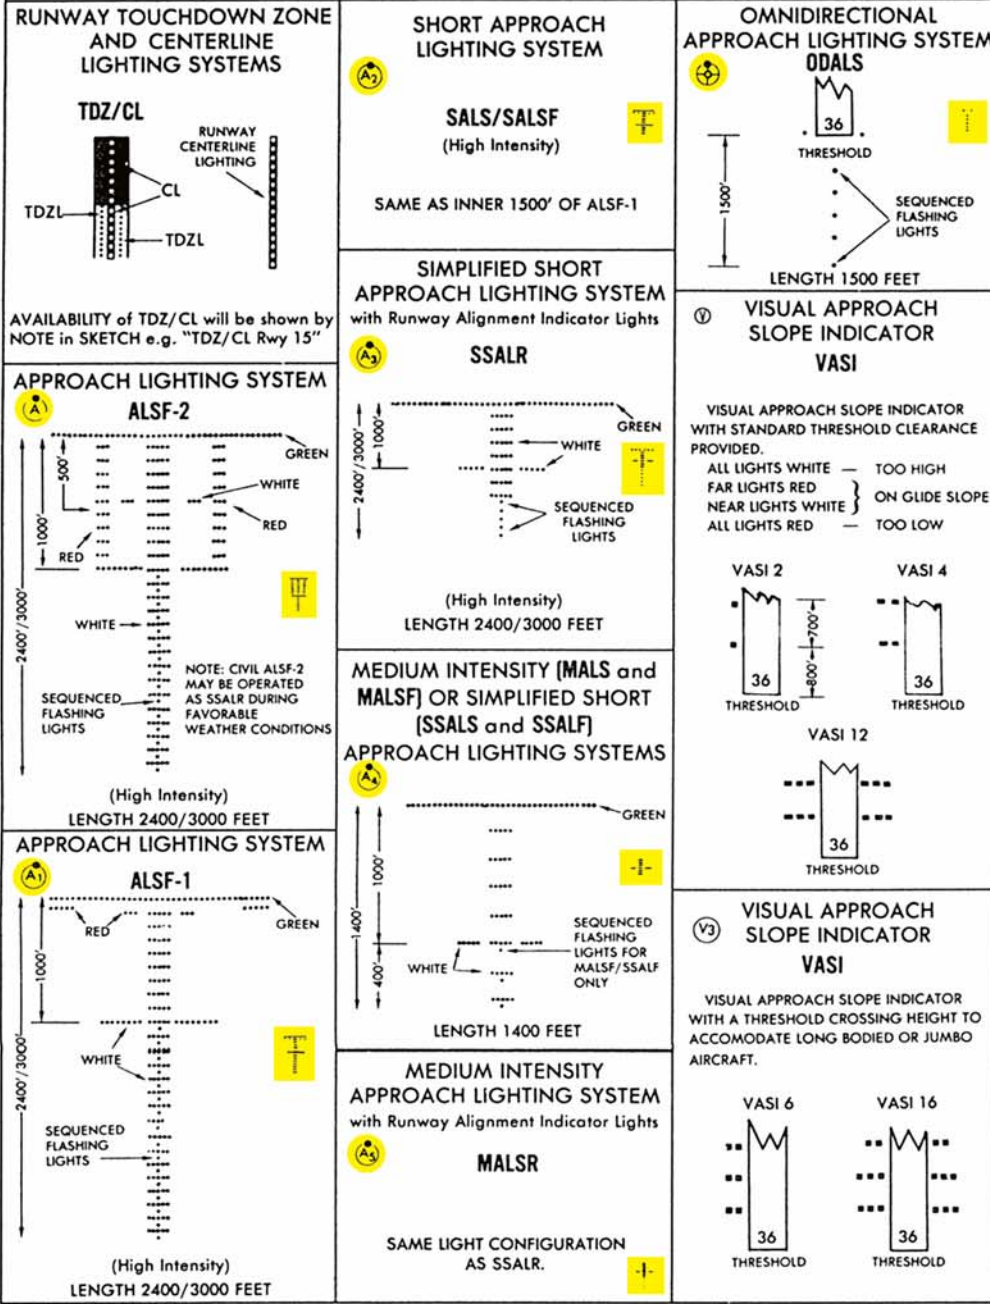 RUNWAY TOUCHDOWN ZONE
AND CENTERLINE
LIGHTING SYSTEMS
TDZ/CL
RUNWAY
CENTERLINE
LIGHTING
CL
TDZL
TDZL
AVAILABILITY of TDZ/CL will be shown by
NOTE in SKETCH e.g. "TDZ/CL Rwy 15"
APPROACH LIGHTING SYSTEM
A
ALSF-2
GREEN
500'
1000'
2400'/3000'
WHITE
RED
RED
WHITE
SEQUENCED
FLASHING
LIGHTS
NOTE: CIVIL ALSF-2
MAY BE OPERATED
AS SSALR DURING
FAVORABLE
WEATHER CONDITIONS
(High Intensity)
LENGTH 2400/3000 FEET
APPROACH LIGHTING SYSTEM
A1
ALSF-1
GREEN
RED
1000'
2400'/3000'
WHITE
SEQUENCED
FLASHING
LIGHTS
(High Intensity)
LENGTH 2400/3000 FEET
SHORT APPROACH
LIGHTING SYSTEM
A2
SALS/SALSF
(High Intensity)
SAME AS INNER 1500' OF ALSF-1
SIMPLIFIED SHORT
APPROACH LIGHTING SYSTEM
with Runway Alignment Indicator Lights
A3
SSALR
GREEN
1000'
2400'/3000'
WHITE
SEQUENCED
FLASHING
LIGHTS
(High Intensity)
LENGTH 2400/3000 FEET
MEDIUM INTENSITY (MALS and
MALSF) OR SIMPLIFIED SHORT
(SSALS and SSALF)
APPROACH LIGHTING SYSTEMS
A4
GREEN
1000'
1400'
400'
WHITE
SEQUENCED
FLASHING
LIGHTS FOR
MALSF/SSALF
ONLY
LENGTH 1400 FEET
MEDIUM INTENSITY
APPROACH LIGHTING SYSTEM
with Runway Alignment Indicator Lights
A5
MALSR
SAME LIGHT CONFIGURATION
AS SSALR.
OMNIDIRECTIONAL
APPROACH LIGHTING SYSTEM
ODALS
36
THRESHOLD
1500'
SEQUENCED
FLASHING
LIGHTS
LENGTH 1500 FEET
V
VISUAL APPROACH
SLOPE INDICATOR
VASI
VISUAL APPROACH SLOPE INDICATOR
WITH STANDARD THRESHOLD CLEARANCE
PROVIDED.
ALL LIGHTS WHITE — TOO HIGH
FAR LIGHTS RED
NEAR LIGHTS WHITE } ON GLIDE SLOPE
ALL LIGHTS RED — TOO LOW
VASI 2
VASI 4
700'
800'
36
36
THRESHOLD
THRESHOLD
VASI 12
36
THRESHOLD
V3
VISUAL APPROACH
SLOPE INDICATOR
VASI
VISUAL APPROACH SLOPE INDICATOR
WITH A THRESHOLD CROSSING HEIGHT TO
ACCOMODATE LONG BODIED OR JUMBO
AIRCRAFT.
VASI 6
VASI 16
36
36
THRESHOLD
THRESHOLD